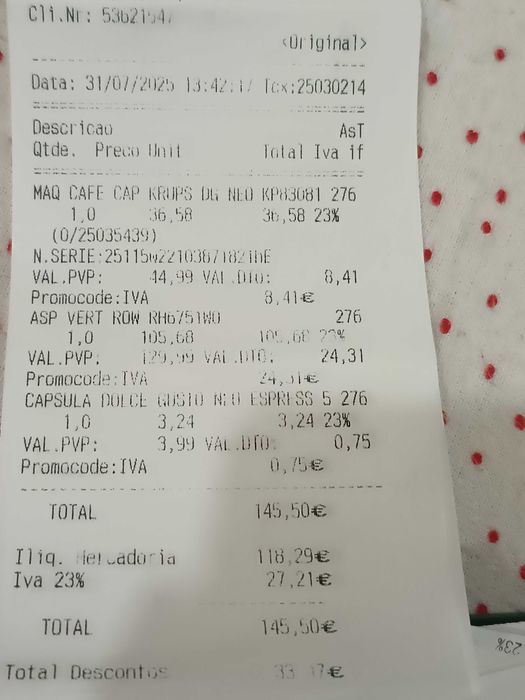 Cli.Nr: 5362154/
<Original>
Data: 31/07/2025 13:42:17 Tcx:25030214
Descricao AsT
Qtde. Preco Unit Total Iva if
MAQ CAFE CAP KRUPS DG NEO KP83081 276
1,0 36,58 36,58 23%
(0/25035439)
N.SERIE:
VAL.PVP: 44,99 VAL.DTO: 8,41
Promocode:IVA 8,41€
ASP VERT ROW RH6751WO 276
1,0 105,68 105,68 23%
VAL.PVP: 129,99 VAL.DTO: 24,31
Promocode:IVA 24,31€
CAPSULA DOLCE GUSTO NEO ESPRESS 5 276
1,0 3,24 3,24 23%
VAL.PVP: 3,99 VAL.DTO: 0,75
Promocode:IVA 0,75€
TOTAL 145,50€
Iliq. Mercadoria 118,29€
Iva 23% 27,21€
TOTAL 145,50€
Total Descontos 33,47€
23%